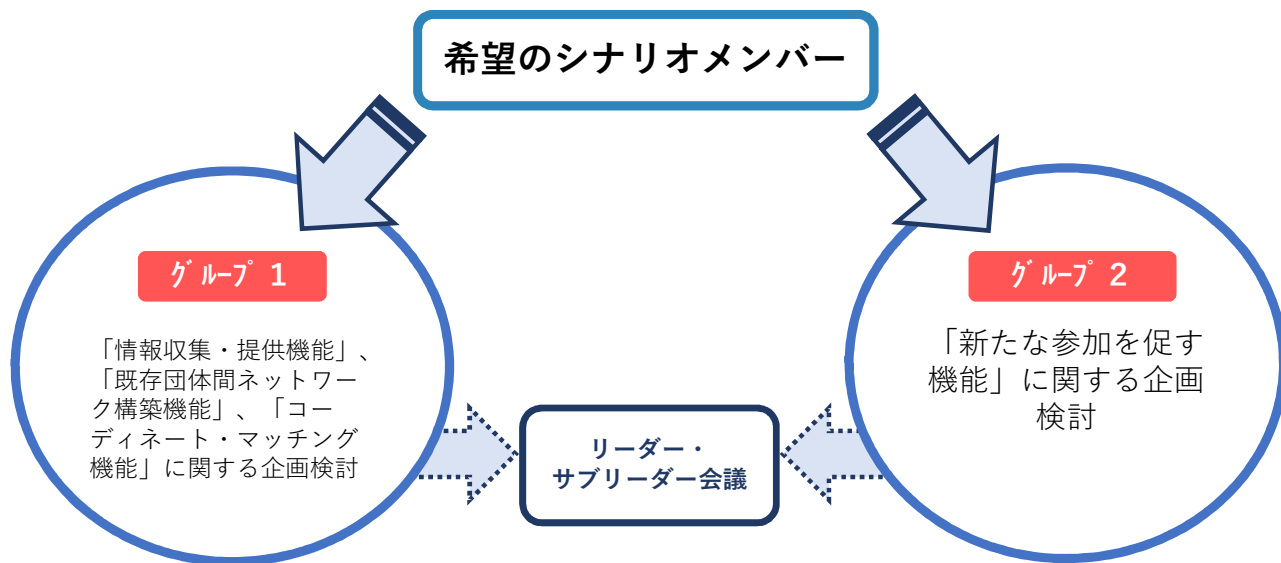 希望のシナリオメンバー
ｸﾞﾙｰﾌﾟ 1
「情報収集・提供機能」、
「既存団体間ネットワー
ク構築機能」、「コー
ディネート・マッチング
機能」に関する企画検討
ｸﾞﾙｰﾌﾟ 2
「新たな参加を促す
機能」に関する企画
検討
リーダー・
サブリーダー会議